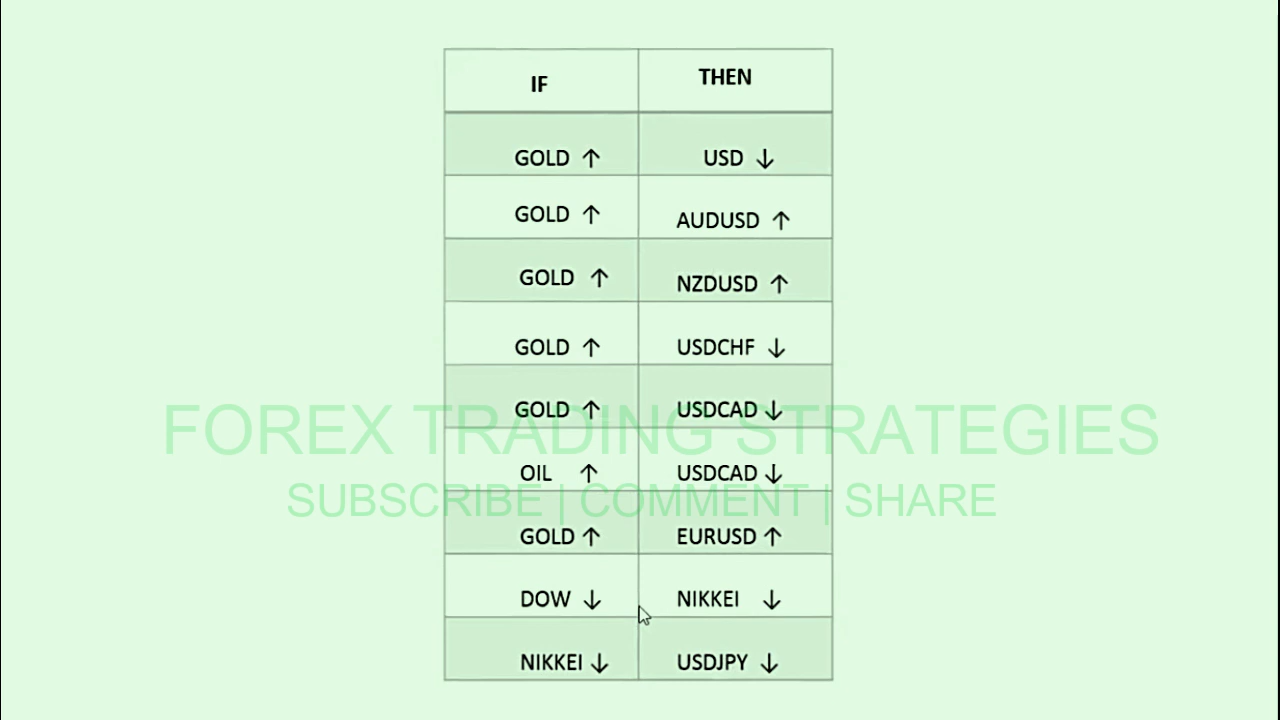 IF THEN
GOLD ↑ USD ↓
GOLD ↑ AUDUSD ↑
GOLD ↑ NZDUSD ↑
GOLD ↑ USDCHF ↓
GOLD ↑ USDCAD ↓
FOREX TRADING STRATEGIES
OIL ↑ USDCAD ↓
SUBSCRIBE | COMMENT | SHARE
GOLD ↑ EURUSD ↑
DOW ↓ NIKKEI ↓
NIKKEI ↓ USDJPY ↓